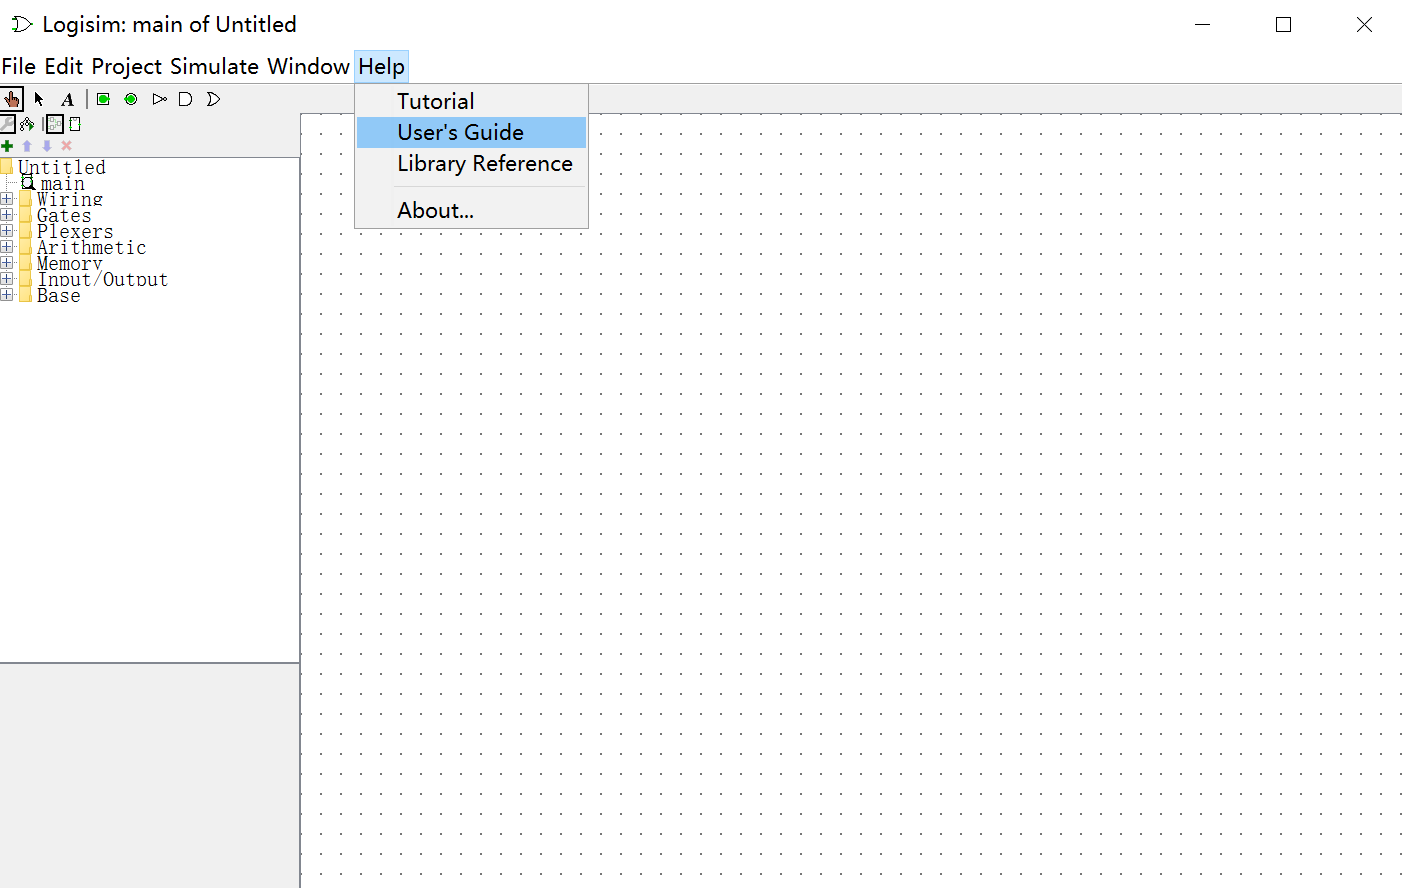 Logisim: main of Untitled
File Edit Project Simulate Window Help
A
Tutorial
User's Guide
Library Reference
About...
Untitled
main
Wiring
Gates
Plexers
Arithmetic
Memory
Input/Output
Base